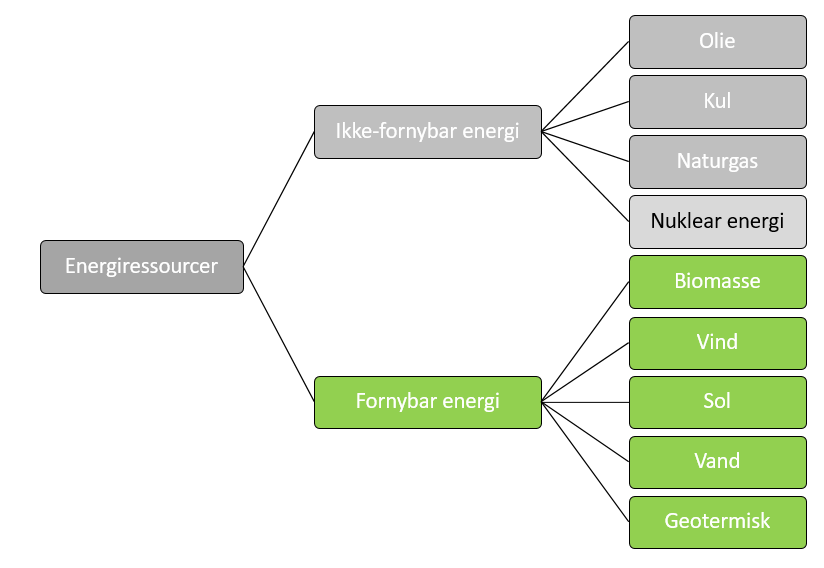 Energiressourcer
Ikke-fornybar energi
Olie
Kul
Naturgas
Nuklear energi
Fornybar energi
Biomasse
Vind
Sol
Vand
Geotermisk